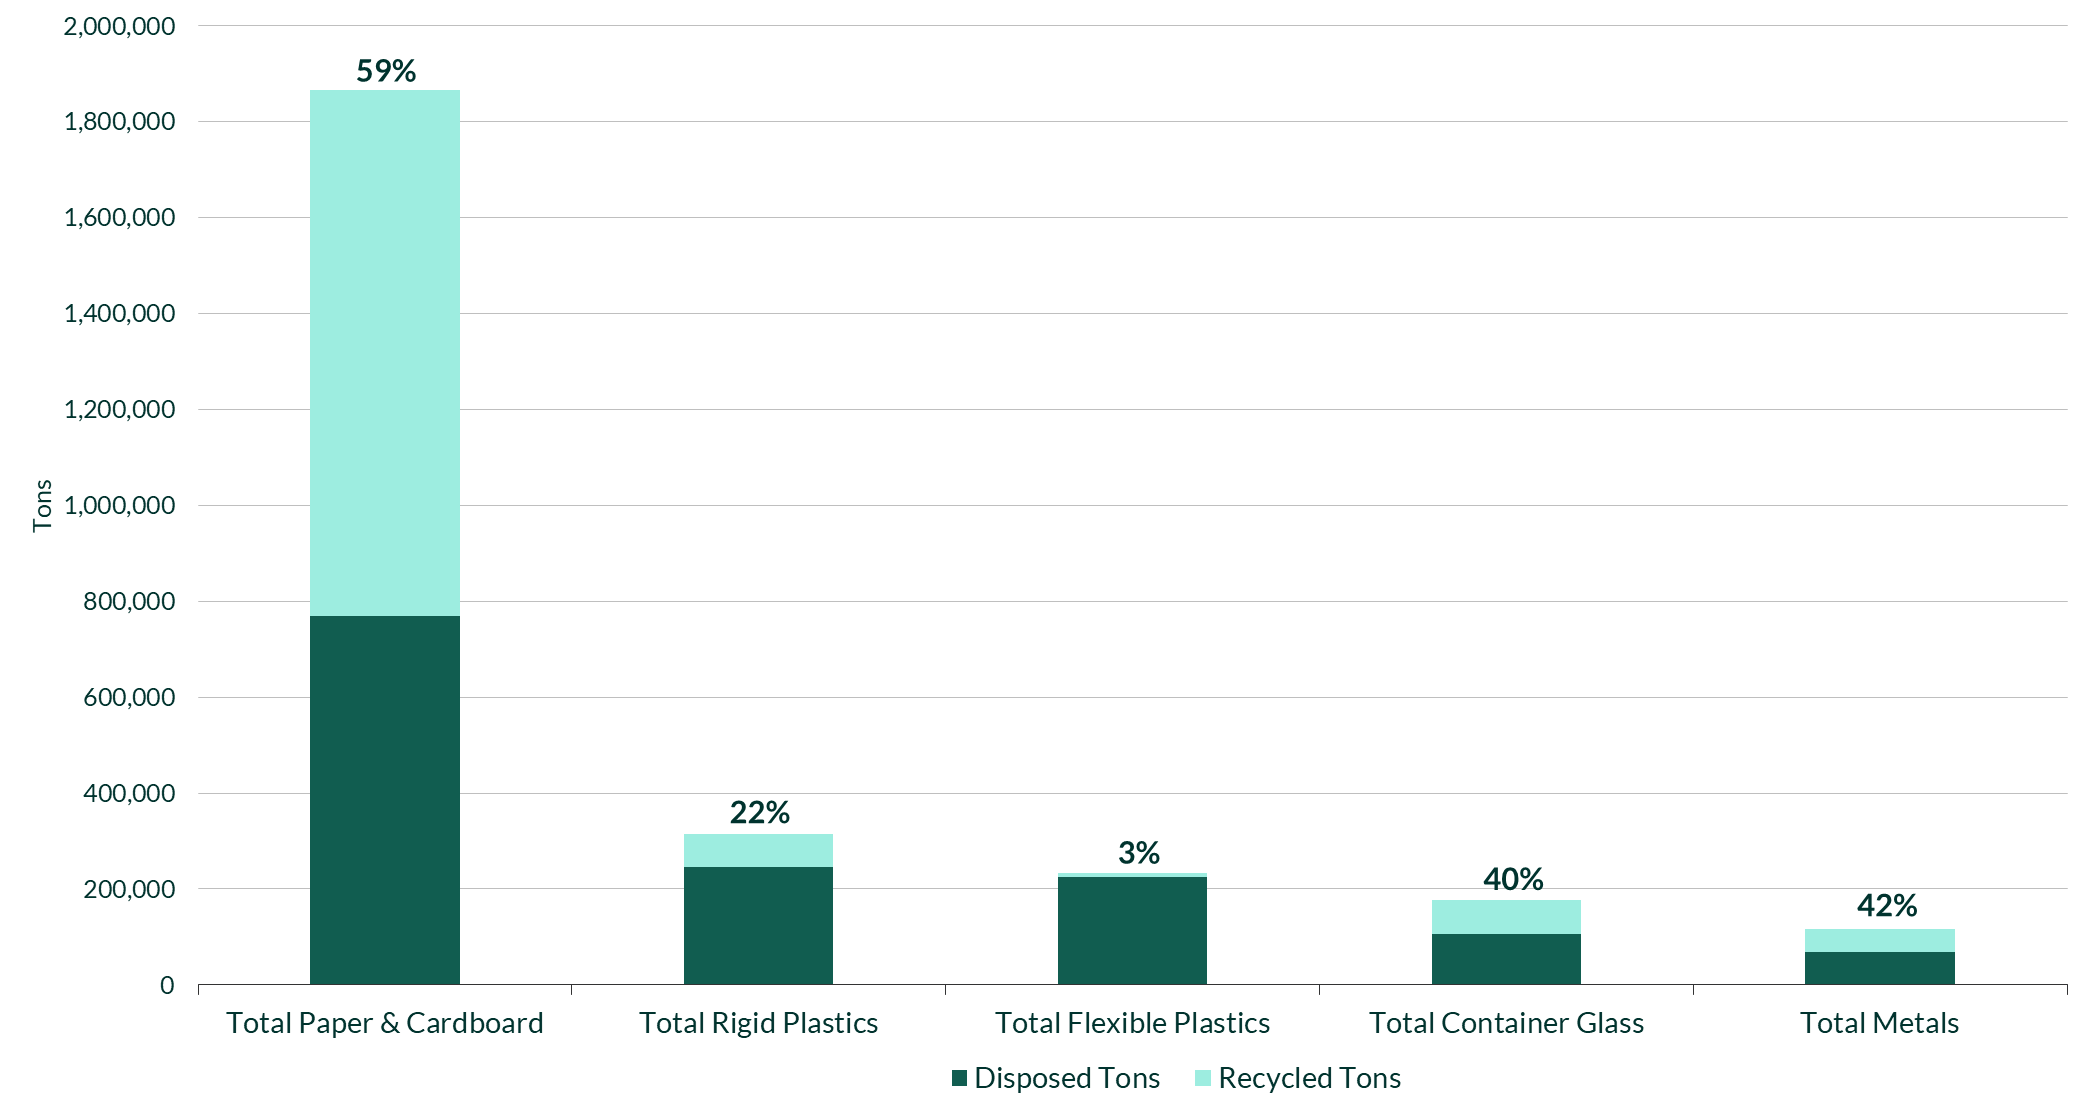 2,000,000
1,800,000
1,600,000
1,400,000
1,200,000
1,000,000
800,000
600,000
400,000
200,000
0
Tons
59%
22%
3%
40%
42%
Total Paper & Cardboard
Total Rigid Plastics
Total Flexible Plastics
Total Container Glass
Total Metals
Disposed Tons
Recycled Tons